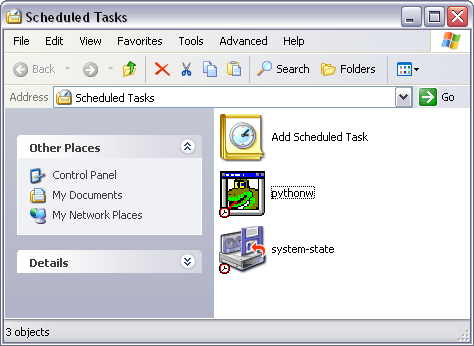 Scheduled Tasks
File Edit View Favorites Tools Advanced Help
Back Search Folders
Address Scheduled Tasks Go
Other Places
Control Panel
My Documents
My Network Places
Details
Add Scheduled Task
pythonw
system-state
3 objects